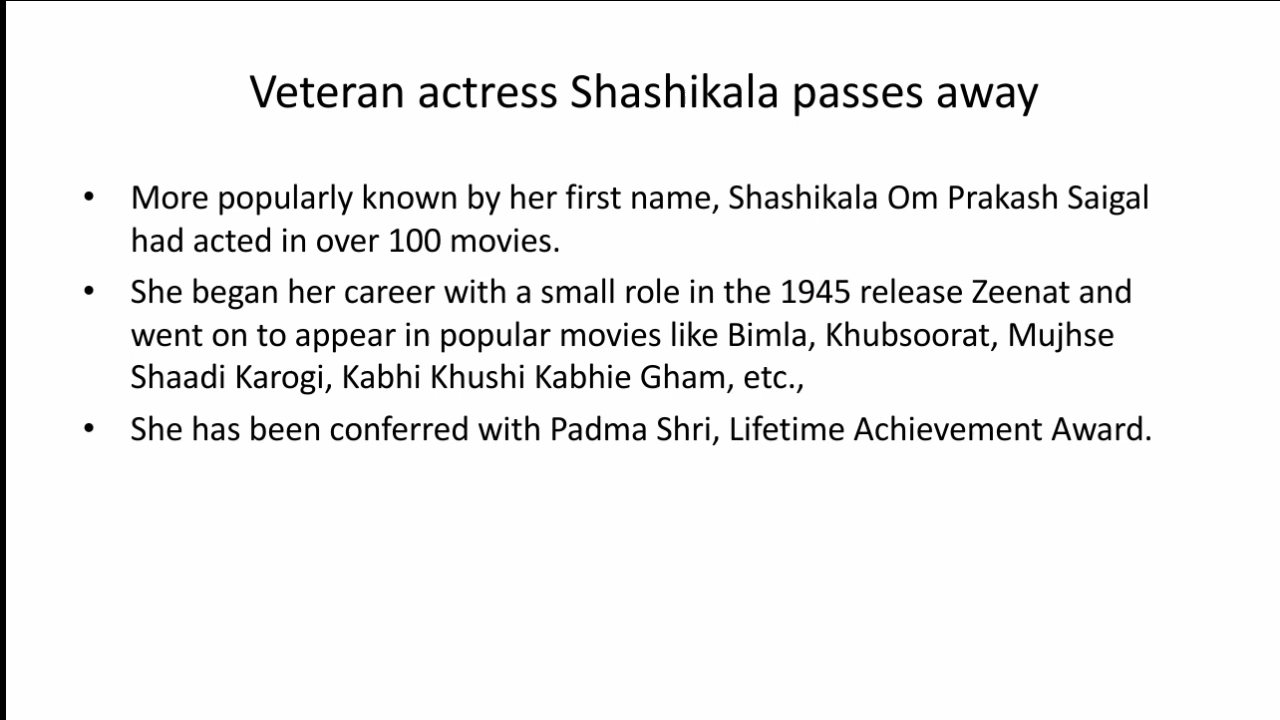 Veteran actress Shashikala passes away
• More popularly known by her first name, Shashikala Om Prakash Saigal
had acted in over 100 movies.
• She began her career with a small role in the 1945 release Zeenat and
went on to appear in popular movies like Bimla, Khubsoorat, Mujhse
Shaadi Karogi, Kabhi Khushi Kabhie Gham, etc.,
• She has been conferred with Padma Shri, Lifetime Achievement Award.